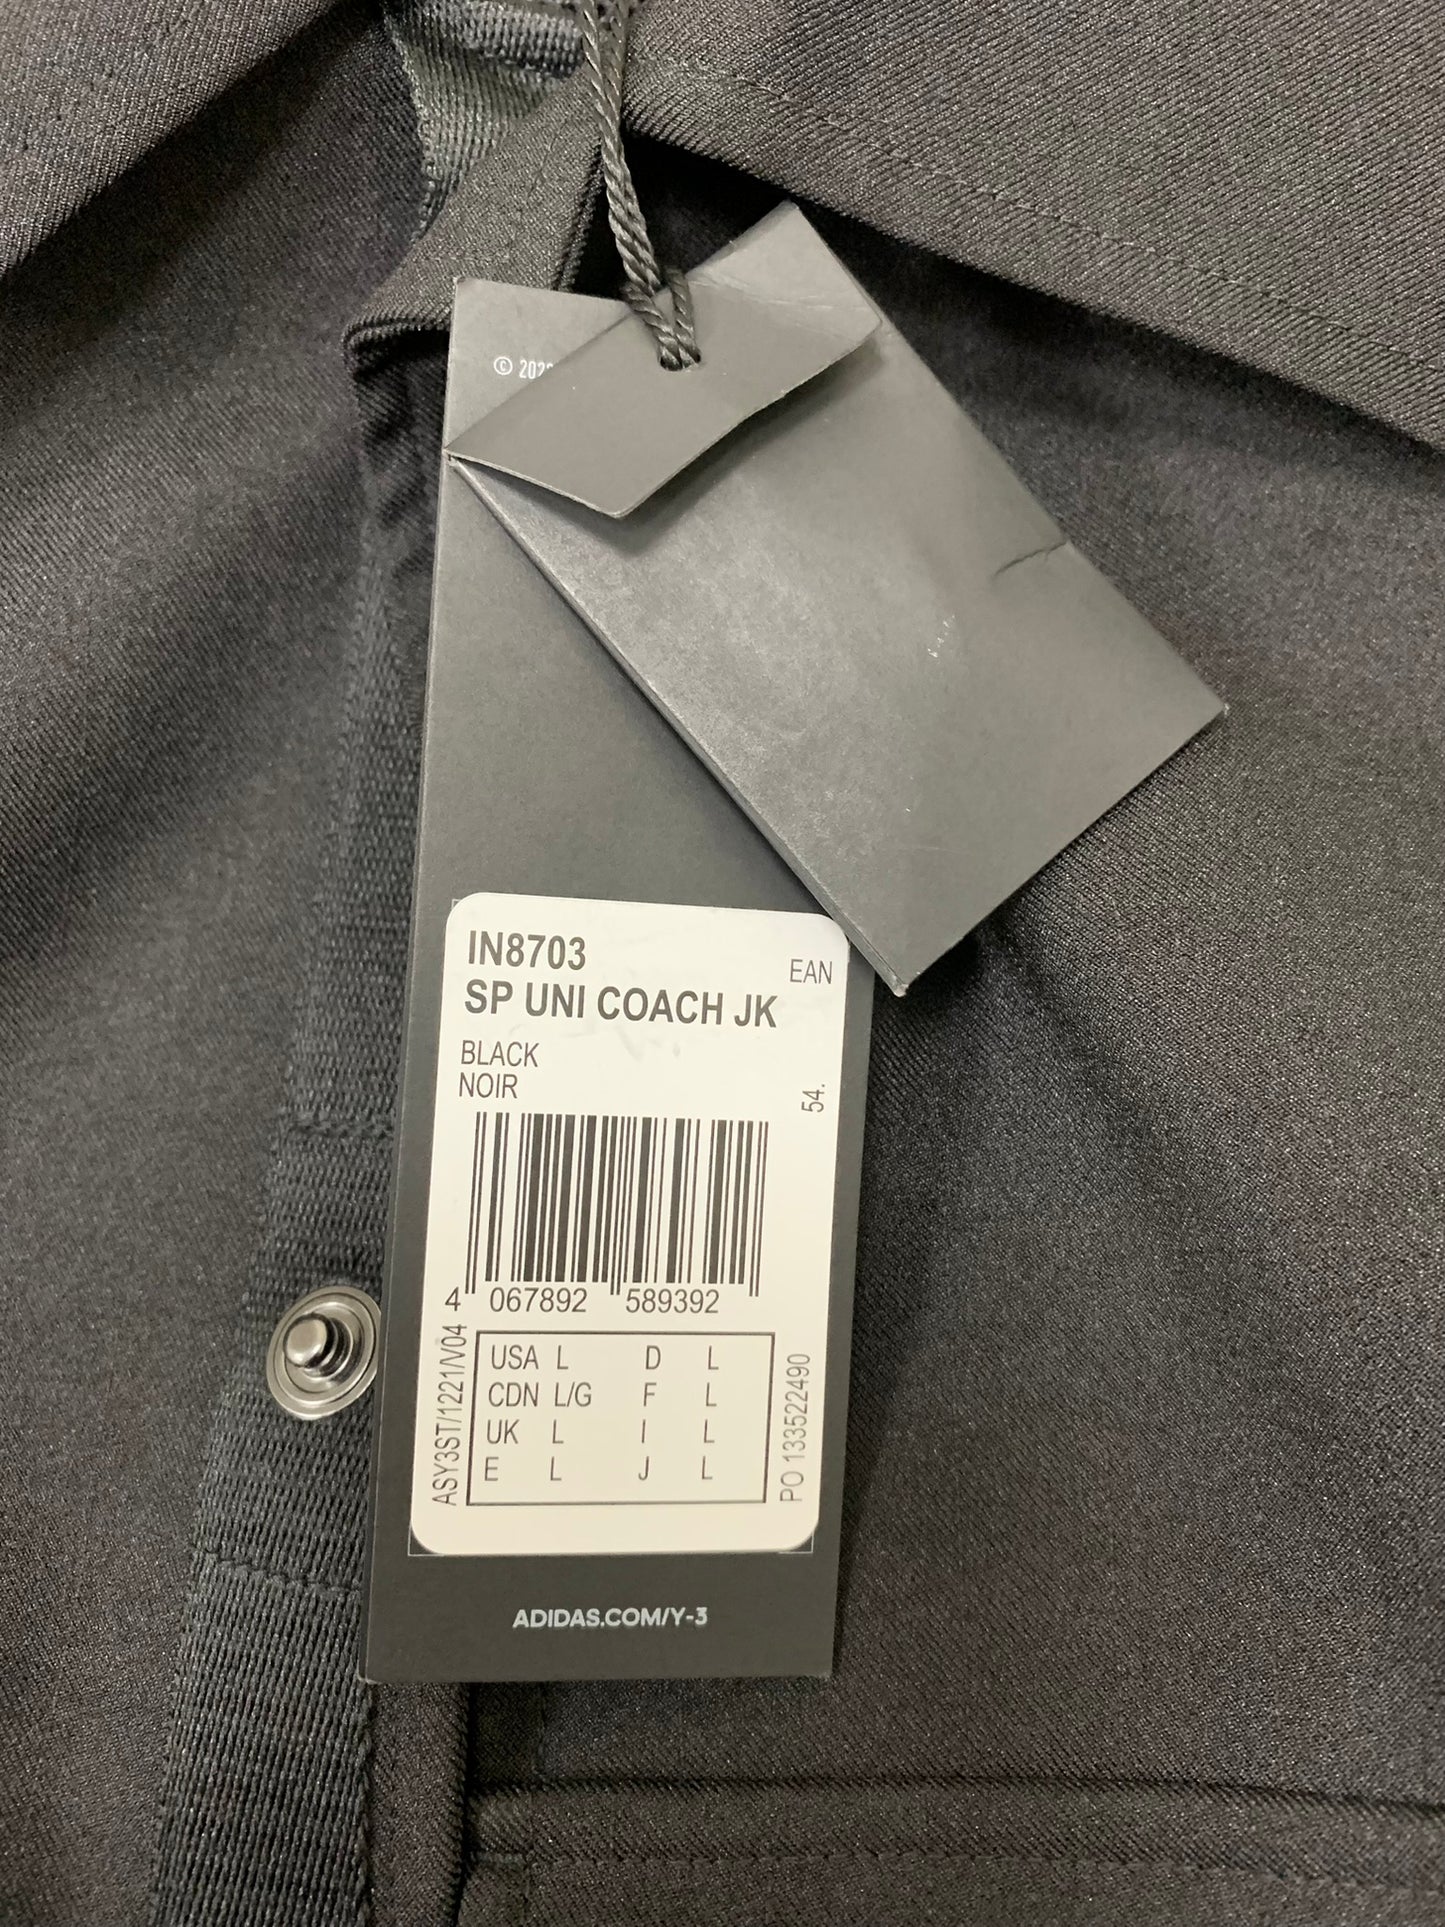 ©
IN8703
EAN
SP UNI COACH JK
BLACK
NOIR
54.
4 067892 589392
ASY3ST/1221/V04
USA L D L
CDN L/G F L
UK L I L
E L J L
PO 133522490
ADIDAS.COM/Y-3